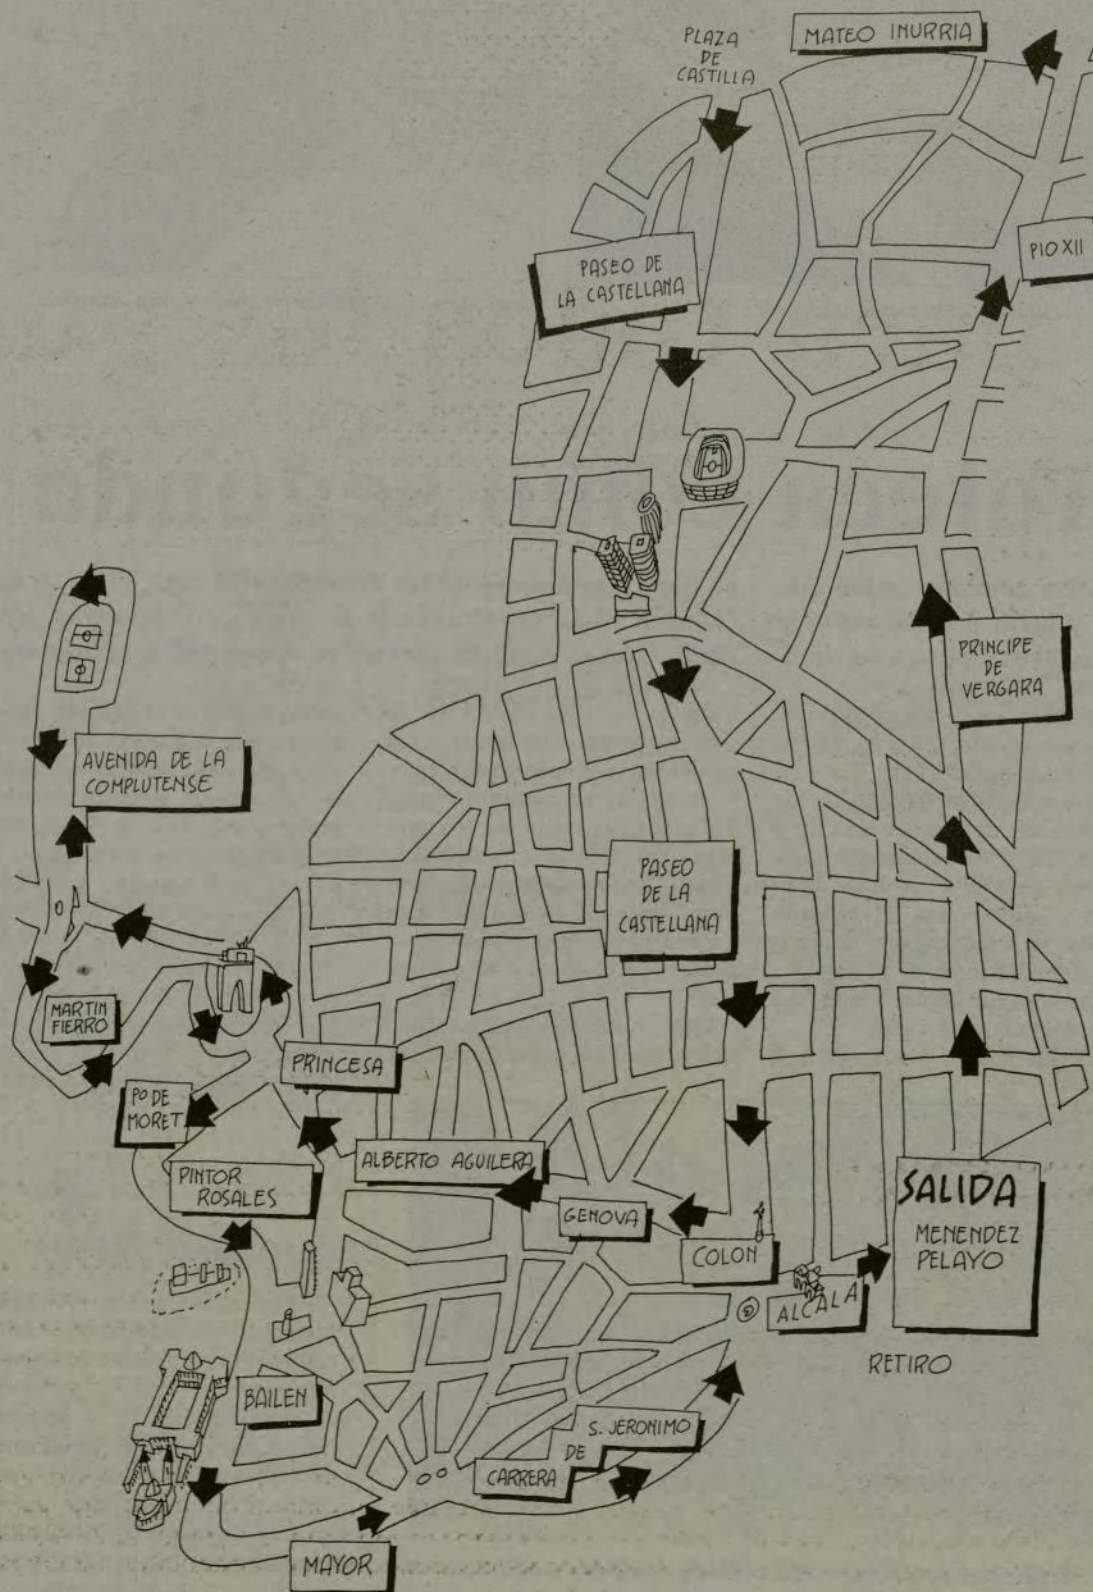 PLAZA
DE
CASTILLA
MATEO INURRIA
PIO XII
PASEO DE
LA CASTELLANA
PRINCIPE
DE
VERGARA
AVENIDA DE LA
COMPLUTENSE
PASEO
DE LA
CASTELLANA
MARTIN
FIERRO
PRINCESA
Pº DE
MORET
ALBERTO AGUILERA
PINTOR
ROSALES
GENOVA
COLON
SALIDA
MENENDEZ
PELAYO
ALCALA
RETIRO
BAILEN
CARRERA
DE
S. JERONIMO
MAYOR